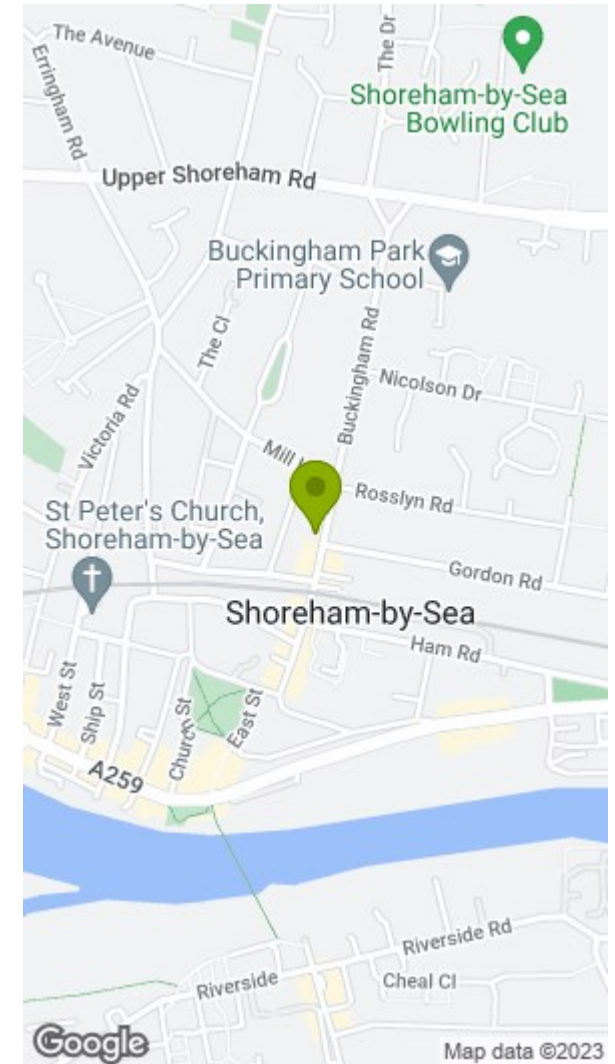 The Avenue
The Dr
Erringham Rd
Shoreham-by-Sea
Bowling Club
Upper Shoreham Rd
Buckingham Park
Primary School
The Cl
Buckingham Rd
Nicolson Dr
Victoria Rd
Mill
Rosslyn Rd
St Peter's Church,
Shoreham-by-Sea
Gordon Rd
Shoreham-by-Sea
Ham Rd
West St
Ship St
Church St
East St
A259
Riverside Rd
Riverside
Cheal Cl
Google
Map data ©2023